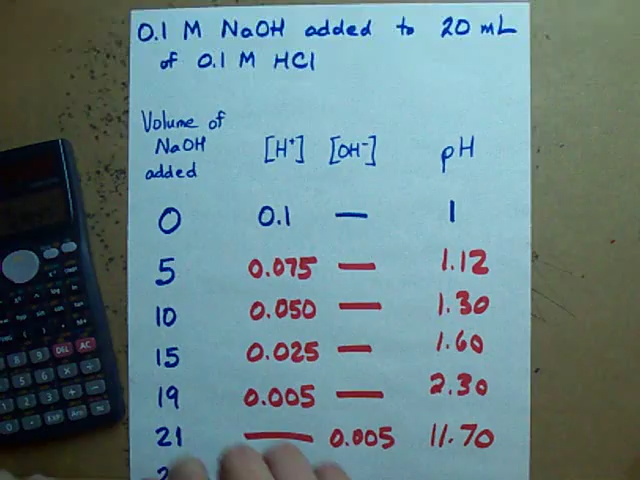 0.1 M NaOH added to 20 mL
of 0.1 M HCl
Volume of
NaOH
added
[H⁺] [OH⁻] pH
0 0.1 — 1
5 0.075 — 1.12
10 0.050 — 1.30
15 0.025 — 1.60
19 0.005 — 2.30
21 — 0.005 11.70
DEL AC